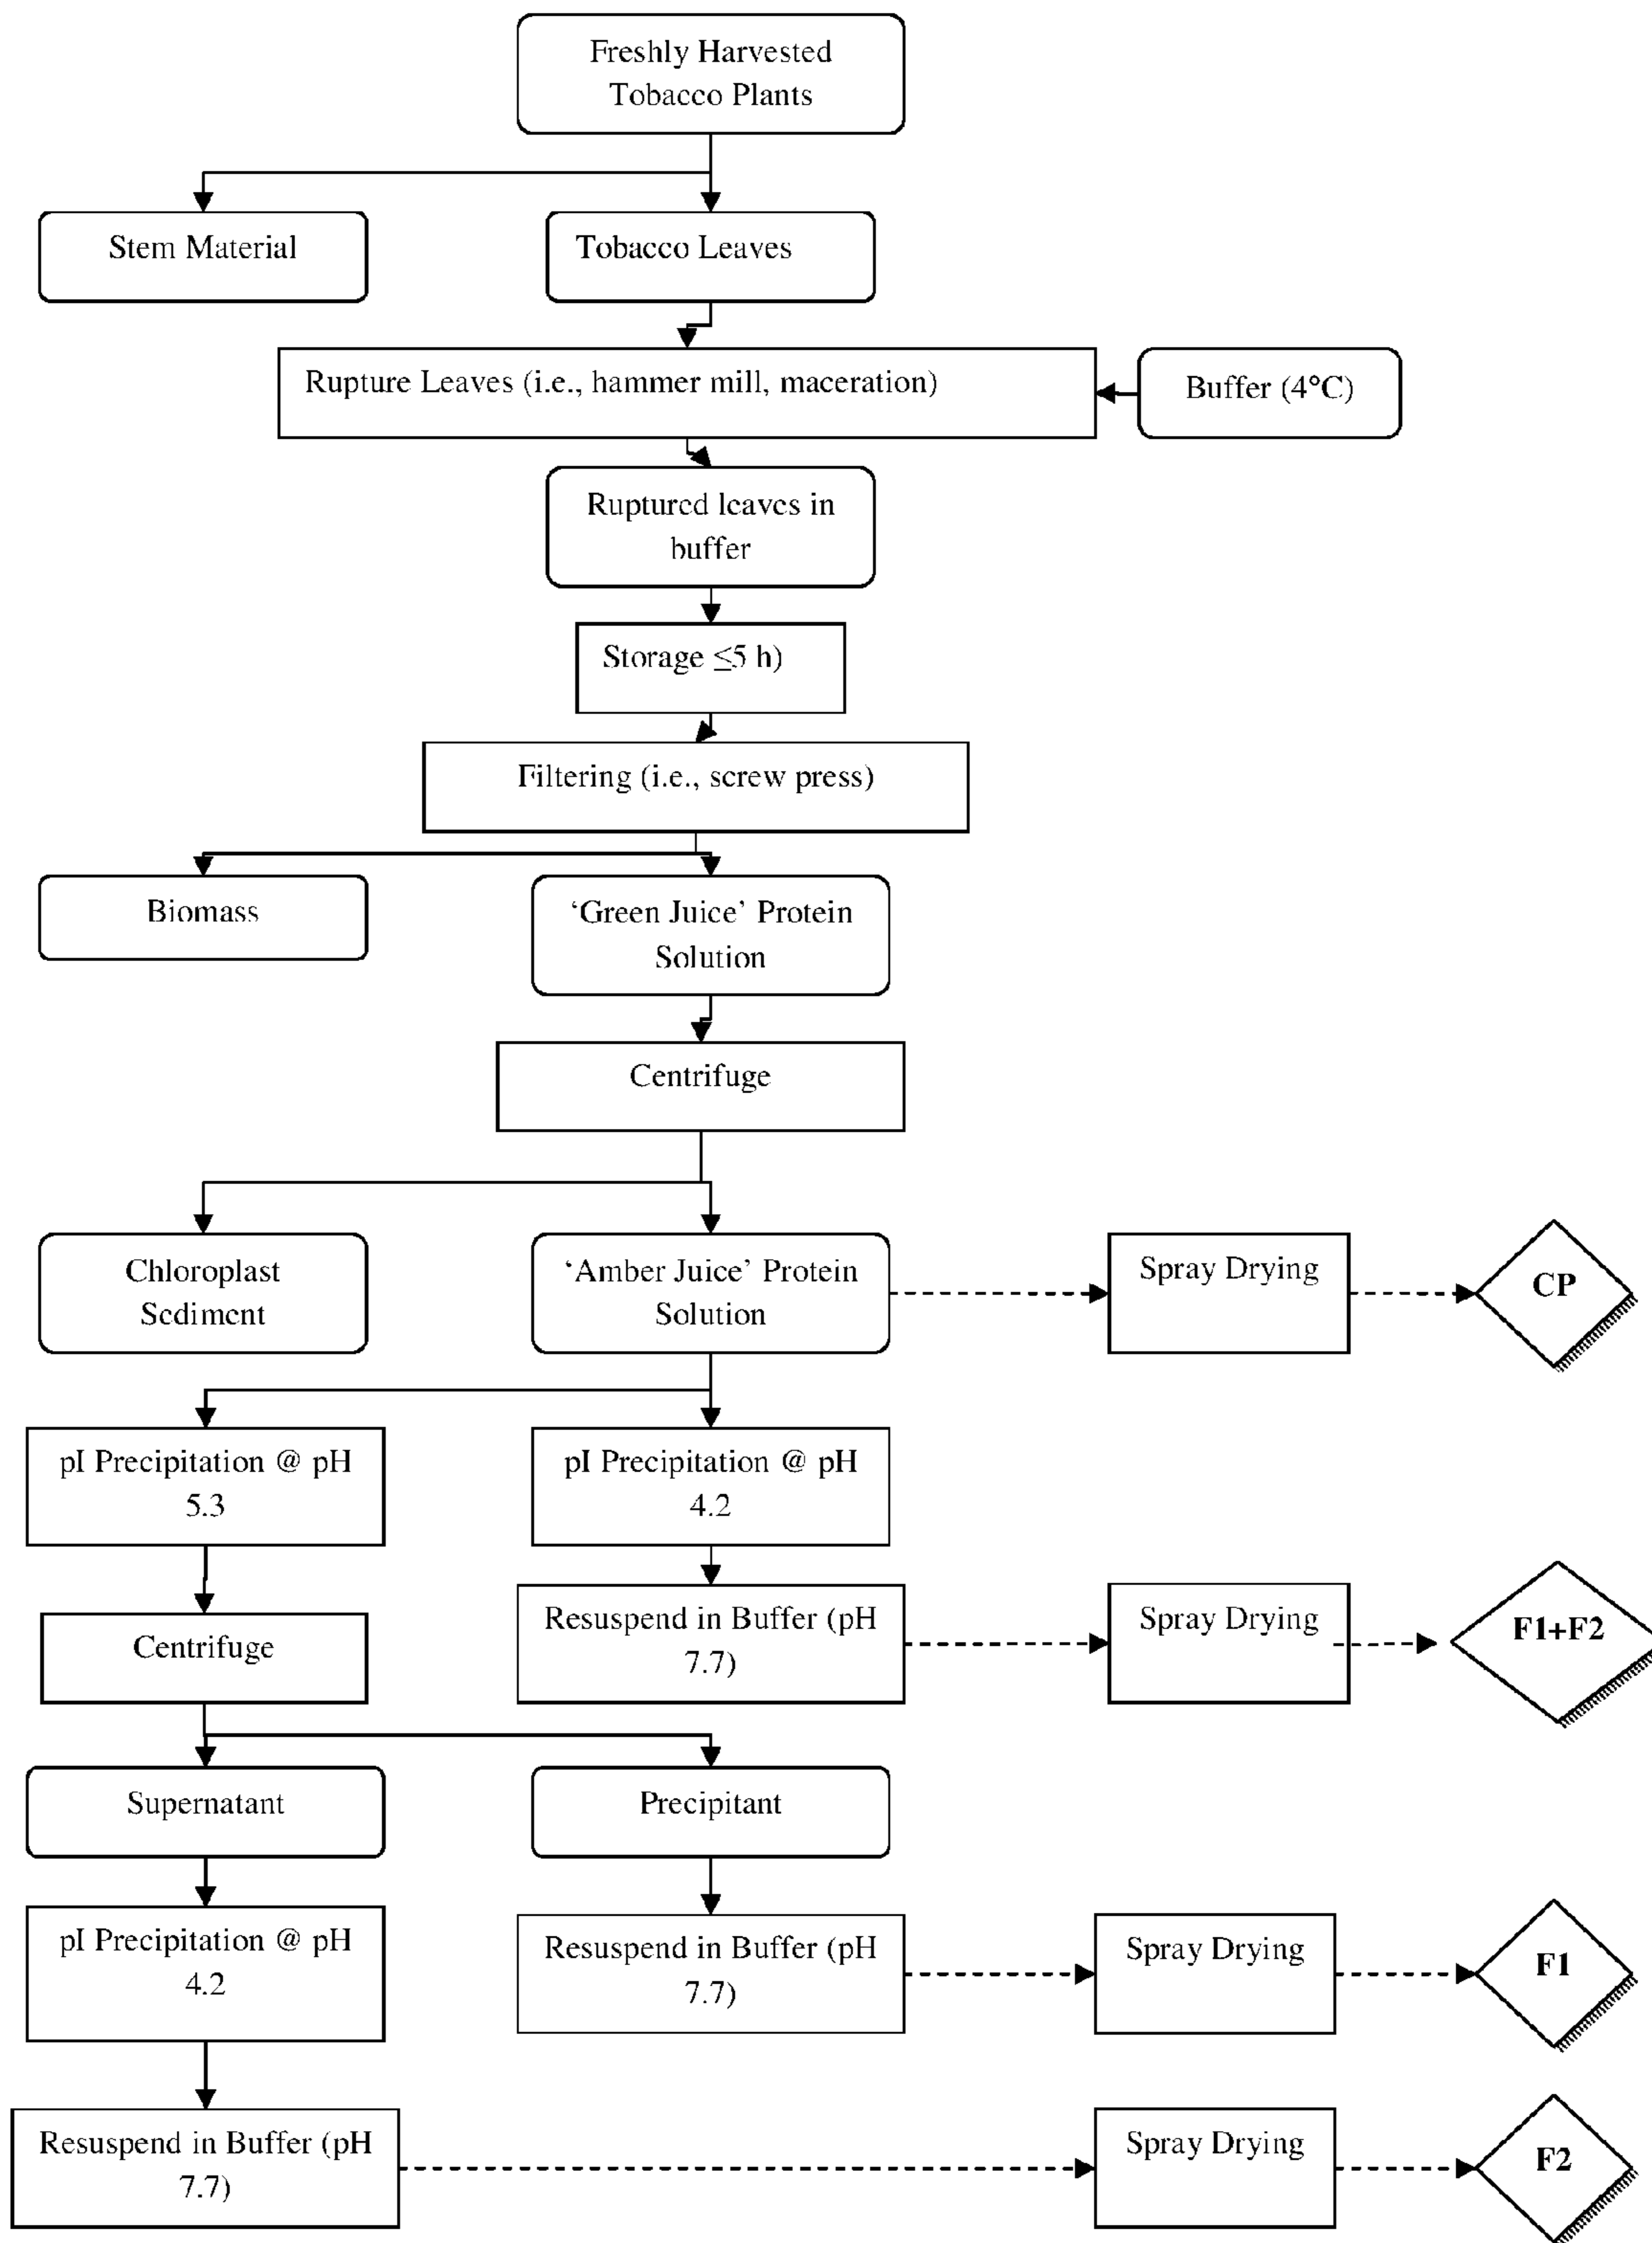 Freshly Harvested
Tobacco Plants
Stem Material
Tobacco Leaves
Rupture Leaves (i.e., hammer mill, maceration)
Buffer (4°C)
Ruptured leaves in
buffer
Storage ≤5 h)
Filtering (i.e., screw press)
Biomass
‘Green Juice’ Protein
Solution
Centrifuge
Chloroplast
Sediment
‘Amber Juice’ Protein
Solution
Spray Drying
CP
pI Precipitation @ pH
5.3
pI Precipitation @ pH
4.2
Centrifuge
Resuspend in Buffer (pH
7.7)
Spray Drying
F1+F2
Supernatant
Precipitant
pI Precipitation @ pH
4.2
Resuspend in Buffer (pH
7.7)
Spray Drying
F1
Resuspend in Buffer (pH
7.7)
Spray Drying
F2